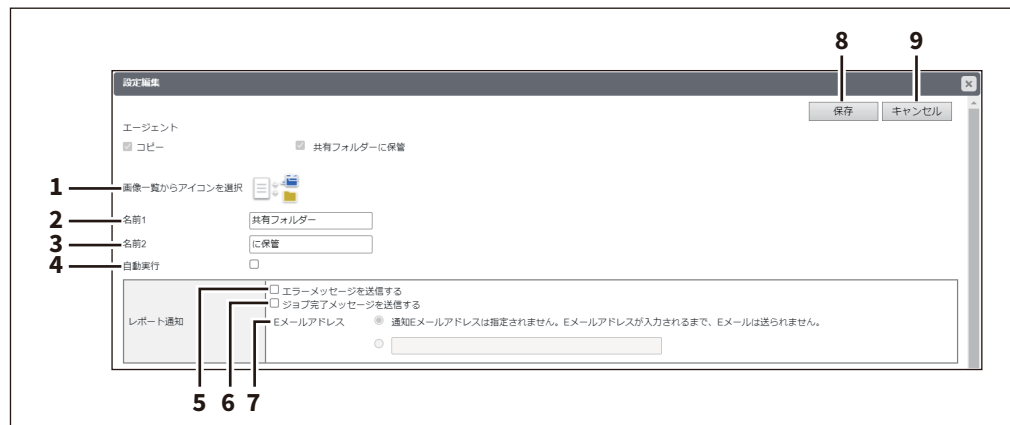 8 9
設定編集
保存 キャンセル
エージェント
コピー 共有フォルダーに保管
1 画像一覧からアイコンを選択
2 名前1 共有フォルダー
3 名前2 に保管
4 自動実行
エラーメッセージを送信する
ジョブ完了メッセージを送信する
レポート通知 Eメールアドレス 通知Eメールアドレスは指定されません。Eメールアドレスが入力されるまで、Eメールは送られません。
5 6 7